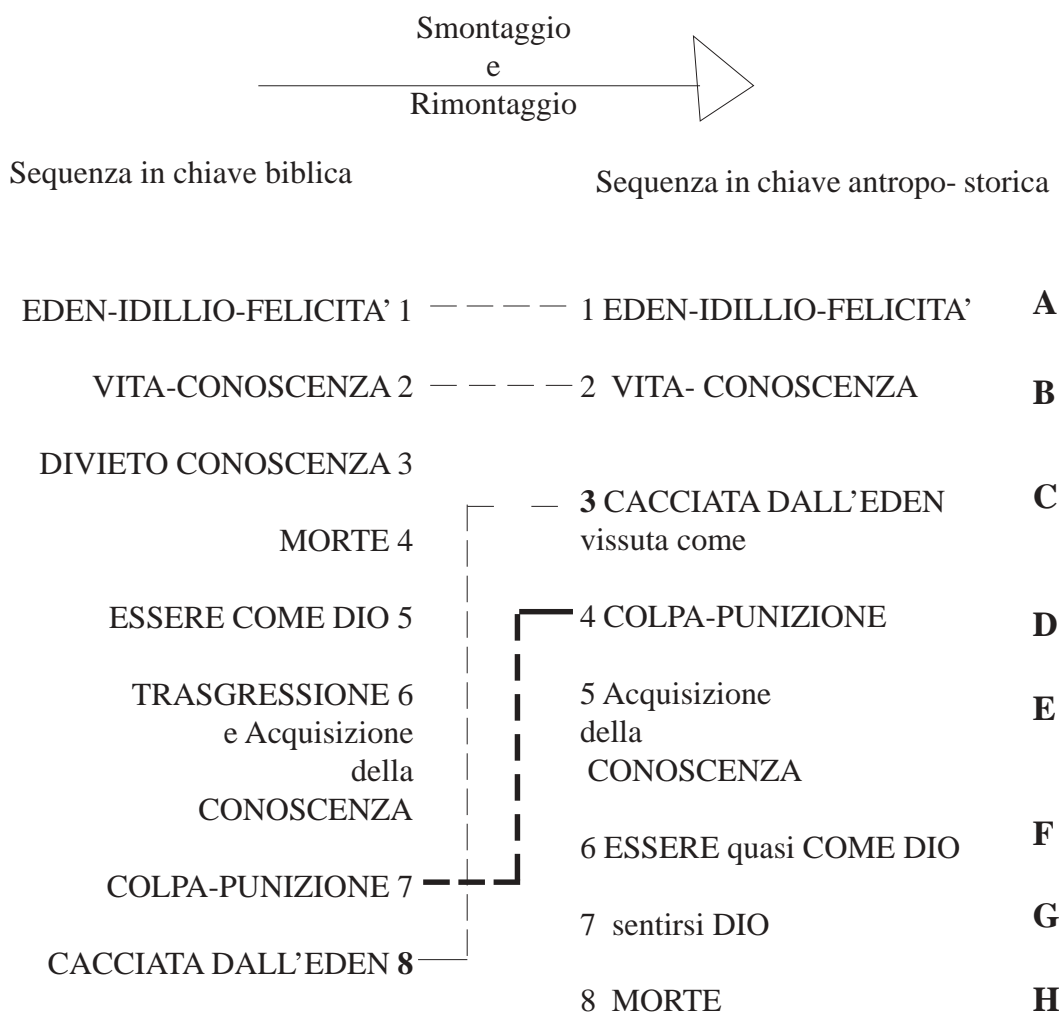 Smontaggio
e
Rimontaggio
Sequenza in chiave biblica
Sequenza in chiave antropo- storica
EDEN-IDILLIO-FELICITA’ 1
1 EDEN-IDILLIO-FELICITA’
A
VITA-CONOSCENZA 2
2 VITA- CONOSCENZA
B
DIVIETO CONOSCENZA 3
3 CACCIATA DALL’EDEN
vissuta come
C
MORTE 4
ESSERE COME DIO 5
4 COLPA-PUNIZIONE
D
TRASGRESSIONE 6
e Acquisizione
della
CONOSCENZA
5 Acquisizione
della
CONOSCENZA
E
6 ESSERE quasi COME DIO
F
COLPA-PUNIZIONE 7
7 sentirsi DIO
G
CACCIATA DALL’EDEN 8
8 MORTE
H